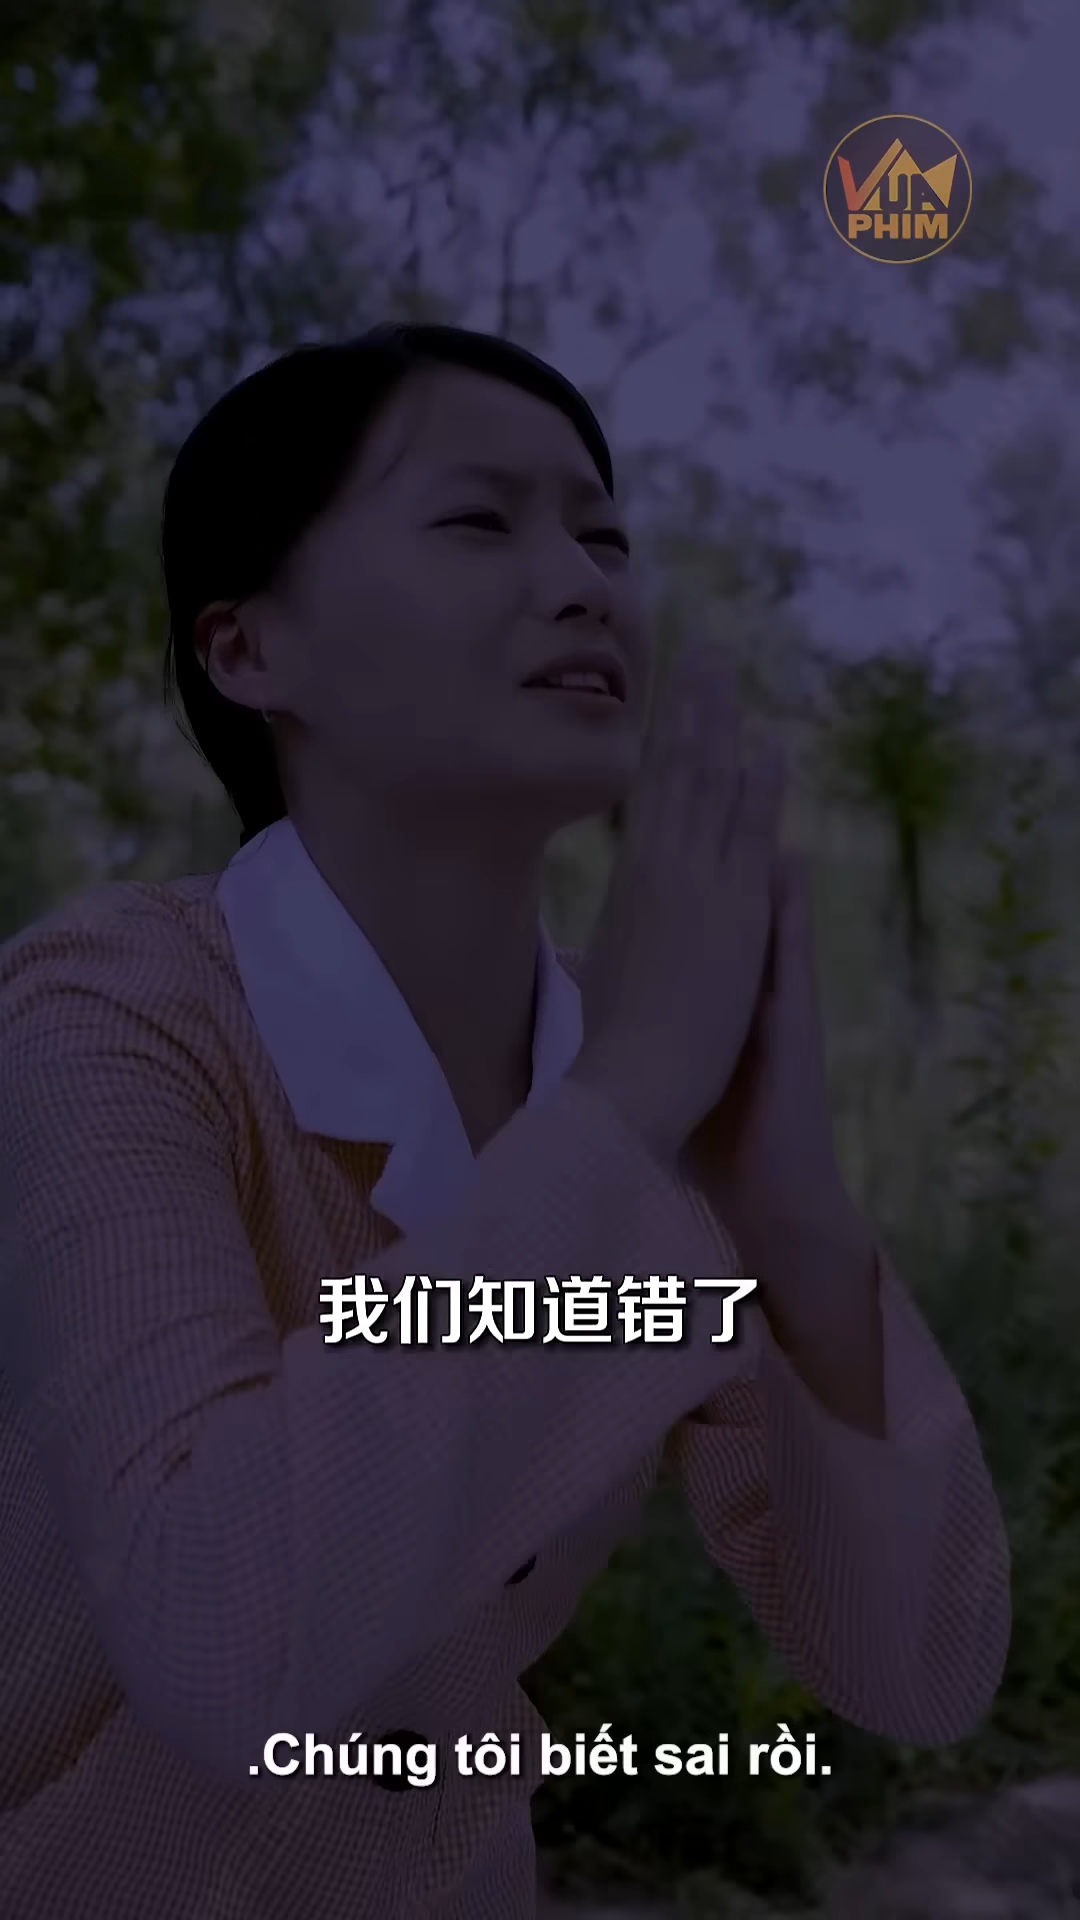 VUA
PHIM
我们知道错了
.Chúng tôi biết sai rồi.